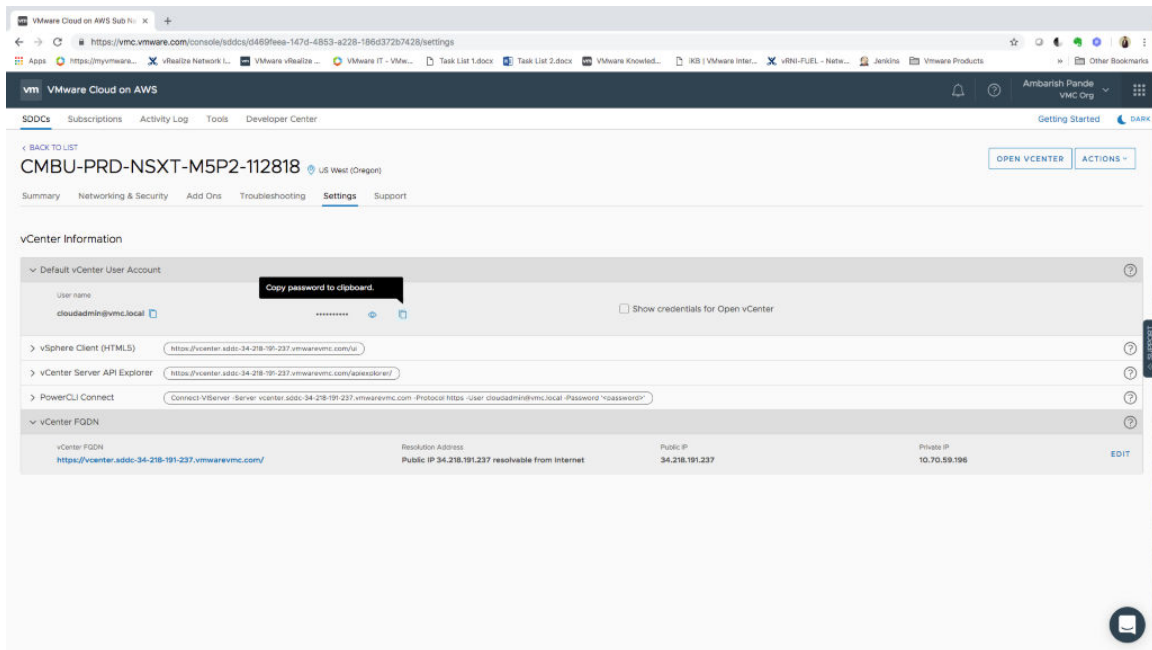 VMware Cloud on AWS Sub Ne
https://vmc.vmware.com/console/sddcs/d469feea-147d-4853-a228-186d372b7428/settings
Apps https://myvmware... vRealize Network I... VMware vRealize ... VMware IT - VMw... Task List 1.docx Task List 2.docx VMware Knowled... IKB | VMware Inter... vRNI-FUEL - Netw... Jenkins Vmware Products » Other Bookmarks
vm VMware Cloud on AWS Ambarish Pande
VMC Org
SDDCs Subscriptions Activity Log Tools Developer Center Getting Started DARK
BACK TO LIST
CMBU-PRD-NSXT-M5P2-112818 US West (Oregon) OPEN VCENTER ACTIONS
Summary Networking & Security Add Ons Troubleshooting Settings Support
vCenter Information
Default vCenter User Account
Copy password to clipboard.
User name
cloudadmin@vmc.local •••••••••• Show credentials for Open vCenter
vSphere Client (HTML5) https://vcenter.sddc-34-218-191-237.vmwarevmc.com/ui
vCenter Server API Explorer https://vcenter.sddc-34-218-191-237.vmwarevmc.com/apiexplorer/
PowerCLI Connect Connect-VIServer -Server vcenter.sddc-34-218-191-237.vmwarevmc.com -Protocol https -User cloudadmin@vmc.local -Password '<password>'
vCenter FQDN
vCenter FQDN Resolution Address Public IP Private IP
https://vcenter.sddc-34-218-191-237.vmwarevmc.com/ Public IP 34.218.191.237 resolvable from internet 34.218.191.237 10.70.59.196 EDIT